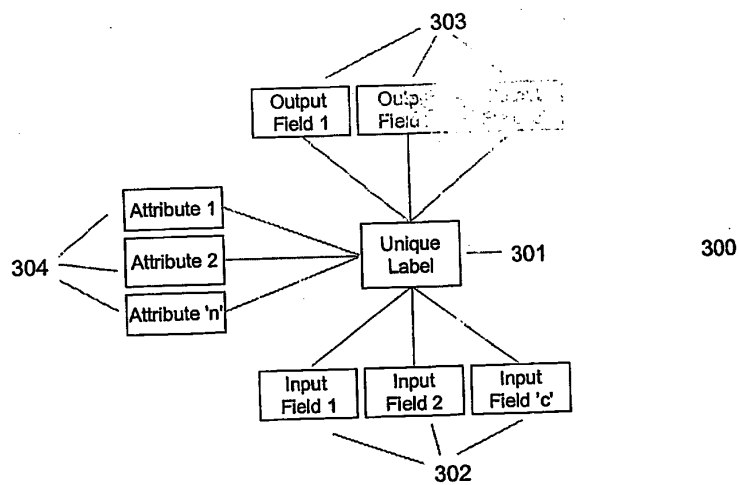 303
Output
Field 1
Field
Attribute 1
Attribute 2
Attribute 'n'
304
Unique
Label
301
300
Input
Field 1
Input
Field 2
Input
Field 'c'
302